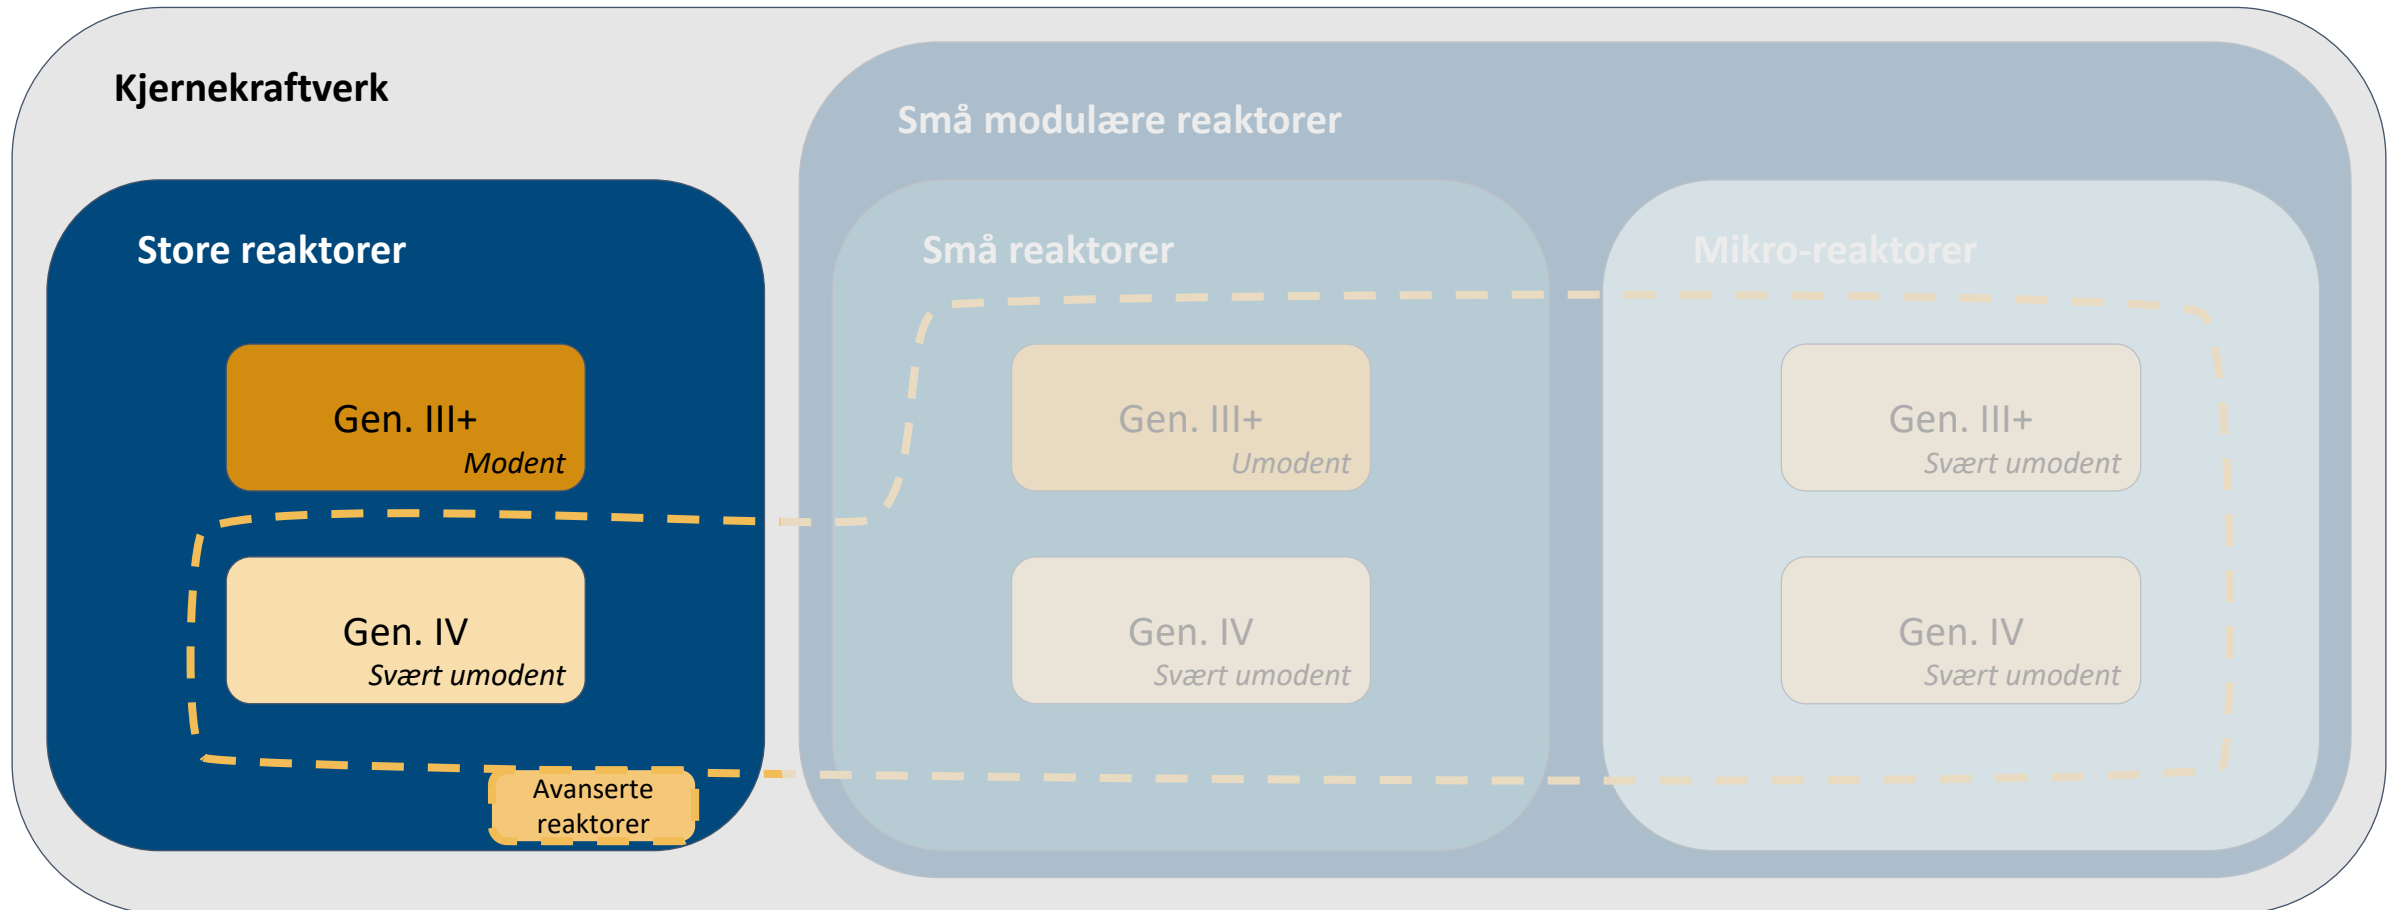 Kjernekraftverk
Små modulære reaktorer
Store reaktorer
Små reaktorer
Mikro-reaktorer
Gen. III+
Modent
Gen. III+
Umodent
Gen. III+
Svært umodent
Gen. IV
Svært umodent
Gen. IV
Svært umodent
Gen. IV
Svært umodent
Avanserte
reaktorer